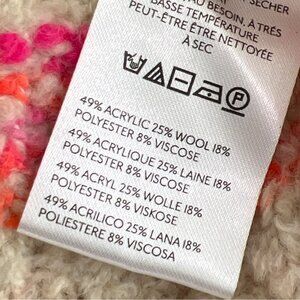 SÉCHER
AU BESOIN, À TRÈS
BASSE TEMPÉRATURE
PEUT-ÊTRE ÊTRE NETTOYÉE
À SEC
P
49% ACRYLIC 25% WOOL 18%
POLYESTER 8% VISCOSE
49% ACRYLIQUE 25% LAINE 18%
POLYESTER 8% VISCOSE
49% ACRYL 25% WOLLE 18%
POLYESTER 8% VISKOSE
49% ACRILICO 25% LANA 18%
POLIESTERE 8% VISCOSA